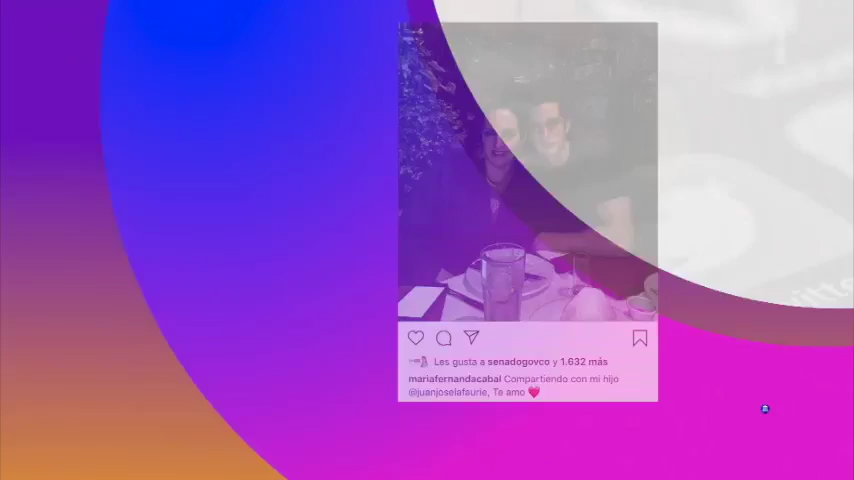 Les gusta a senadogovco y 1.632 más
mariafernandacabal Compartiendo con mi hijo
@juanjoselafaurie, Te amo